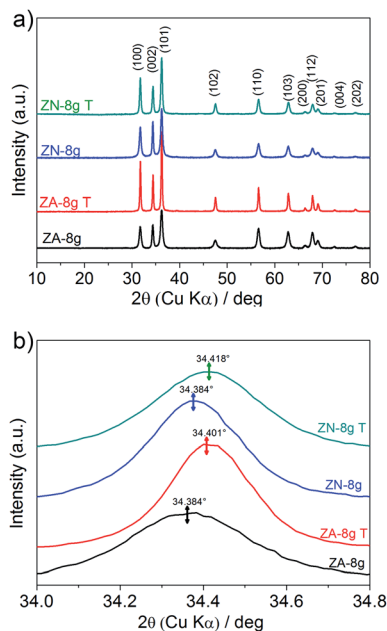 a)
Intensity (a.u.)
(100)
(002)
(101)
(102)
(110)
(103)
(200)
(112)
(201)
(004)
(202)
ZN-8g T
ZN-8g
ZA-8g T
ZA-8g
10 20 30 40 50 60 70 80
2θ (Cu Kα) / deg
b)
Intensity (a.u.)
34.418°
ZN-8g T
34.384°
ZN-8g
34.401°
ZA-8g T
34.384°
ZA-8g
34.0 34.2 34.4 34.6 34.8
2θ (Cu Kα) / deg